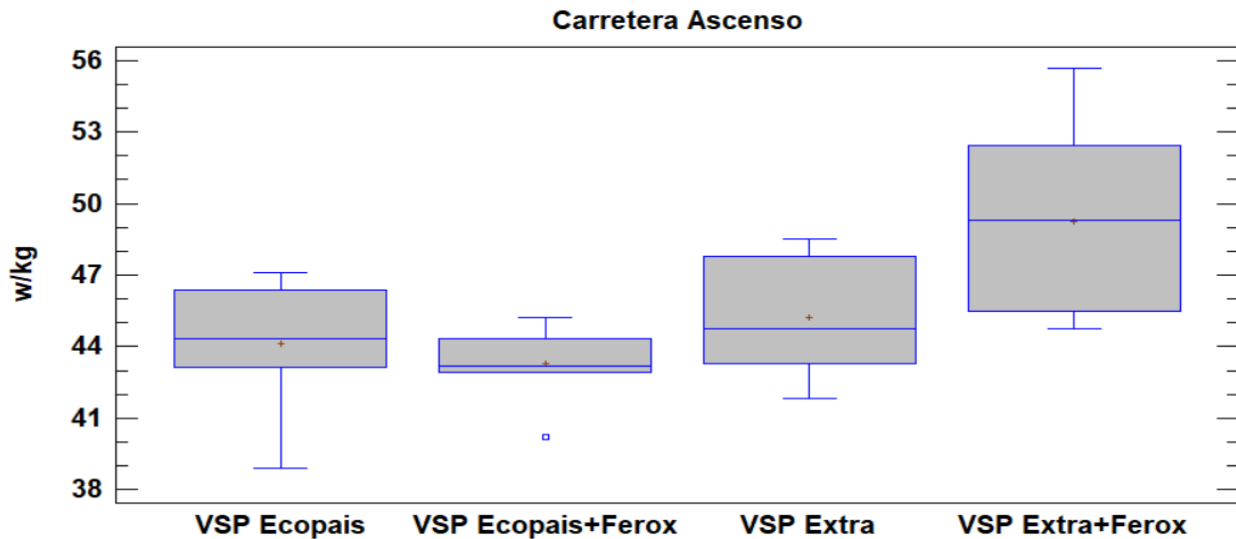 Carretera Ascenso
56
53
50
47
44
41
38
w/kg
VSP Ecopais VSP Ecopais+Ferox VSP Extra VSP Extra+Ferox